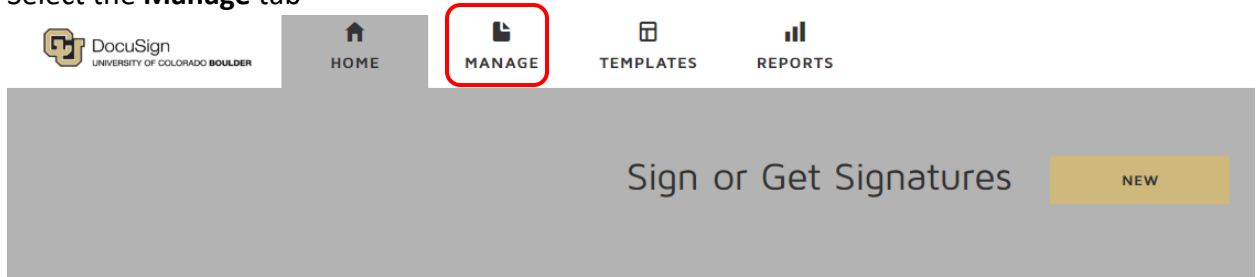 Select the Manage tab
DocuSign
UNIVERSITY OF COLORADO BOULDER
HOME
MANAGE
TEMPLATES
REPORTS
Sign or Get Signatures
NEW